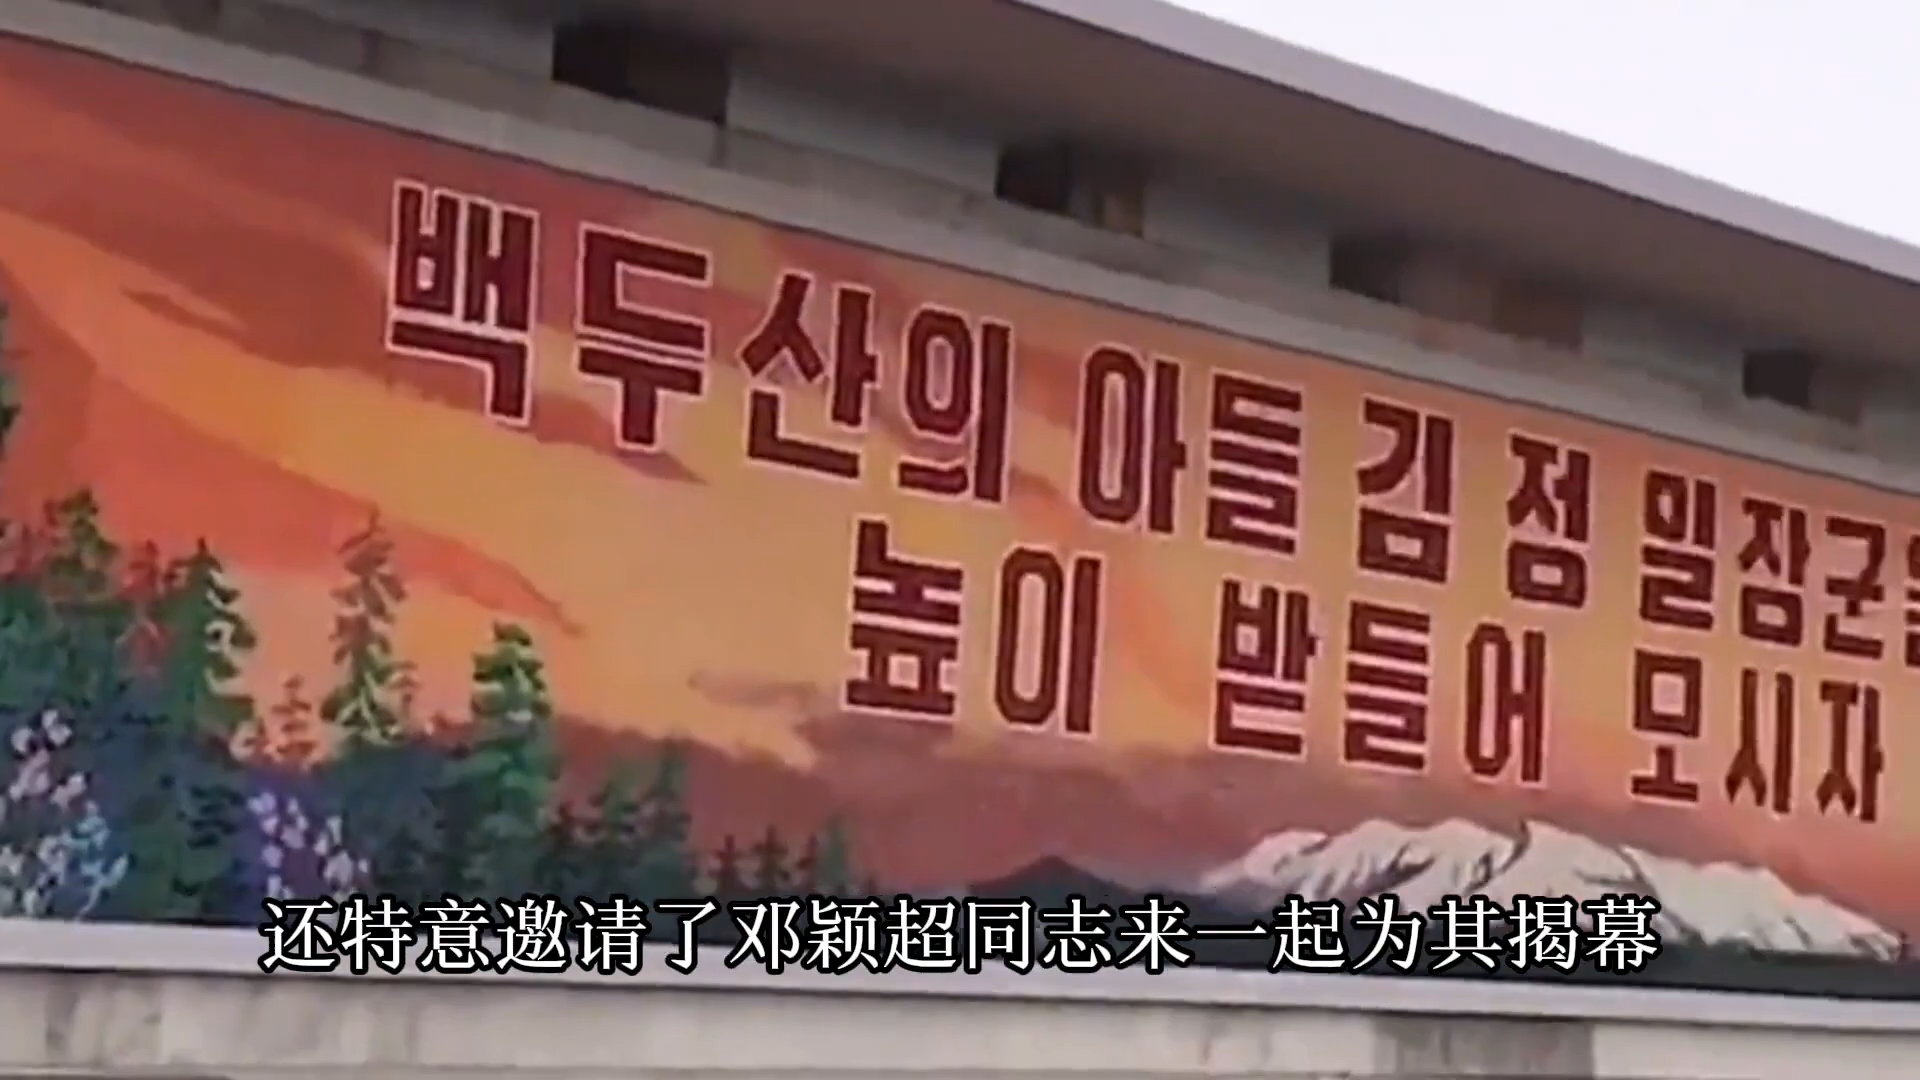 백두산의 아들 김정일장군을
높이 받들어 모시자
还特意邀请了邓颖超同志来一起为其揭幕